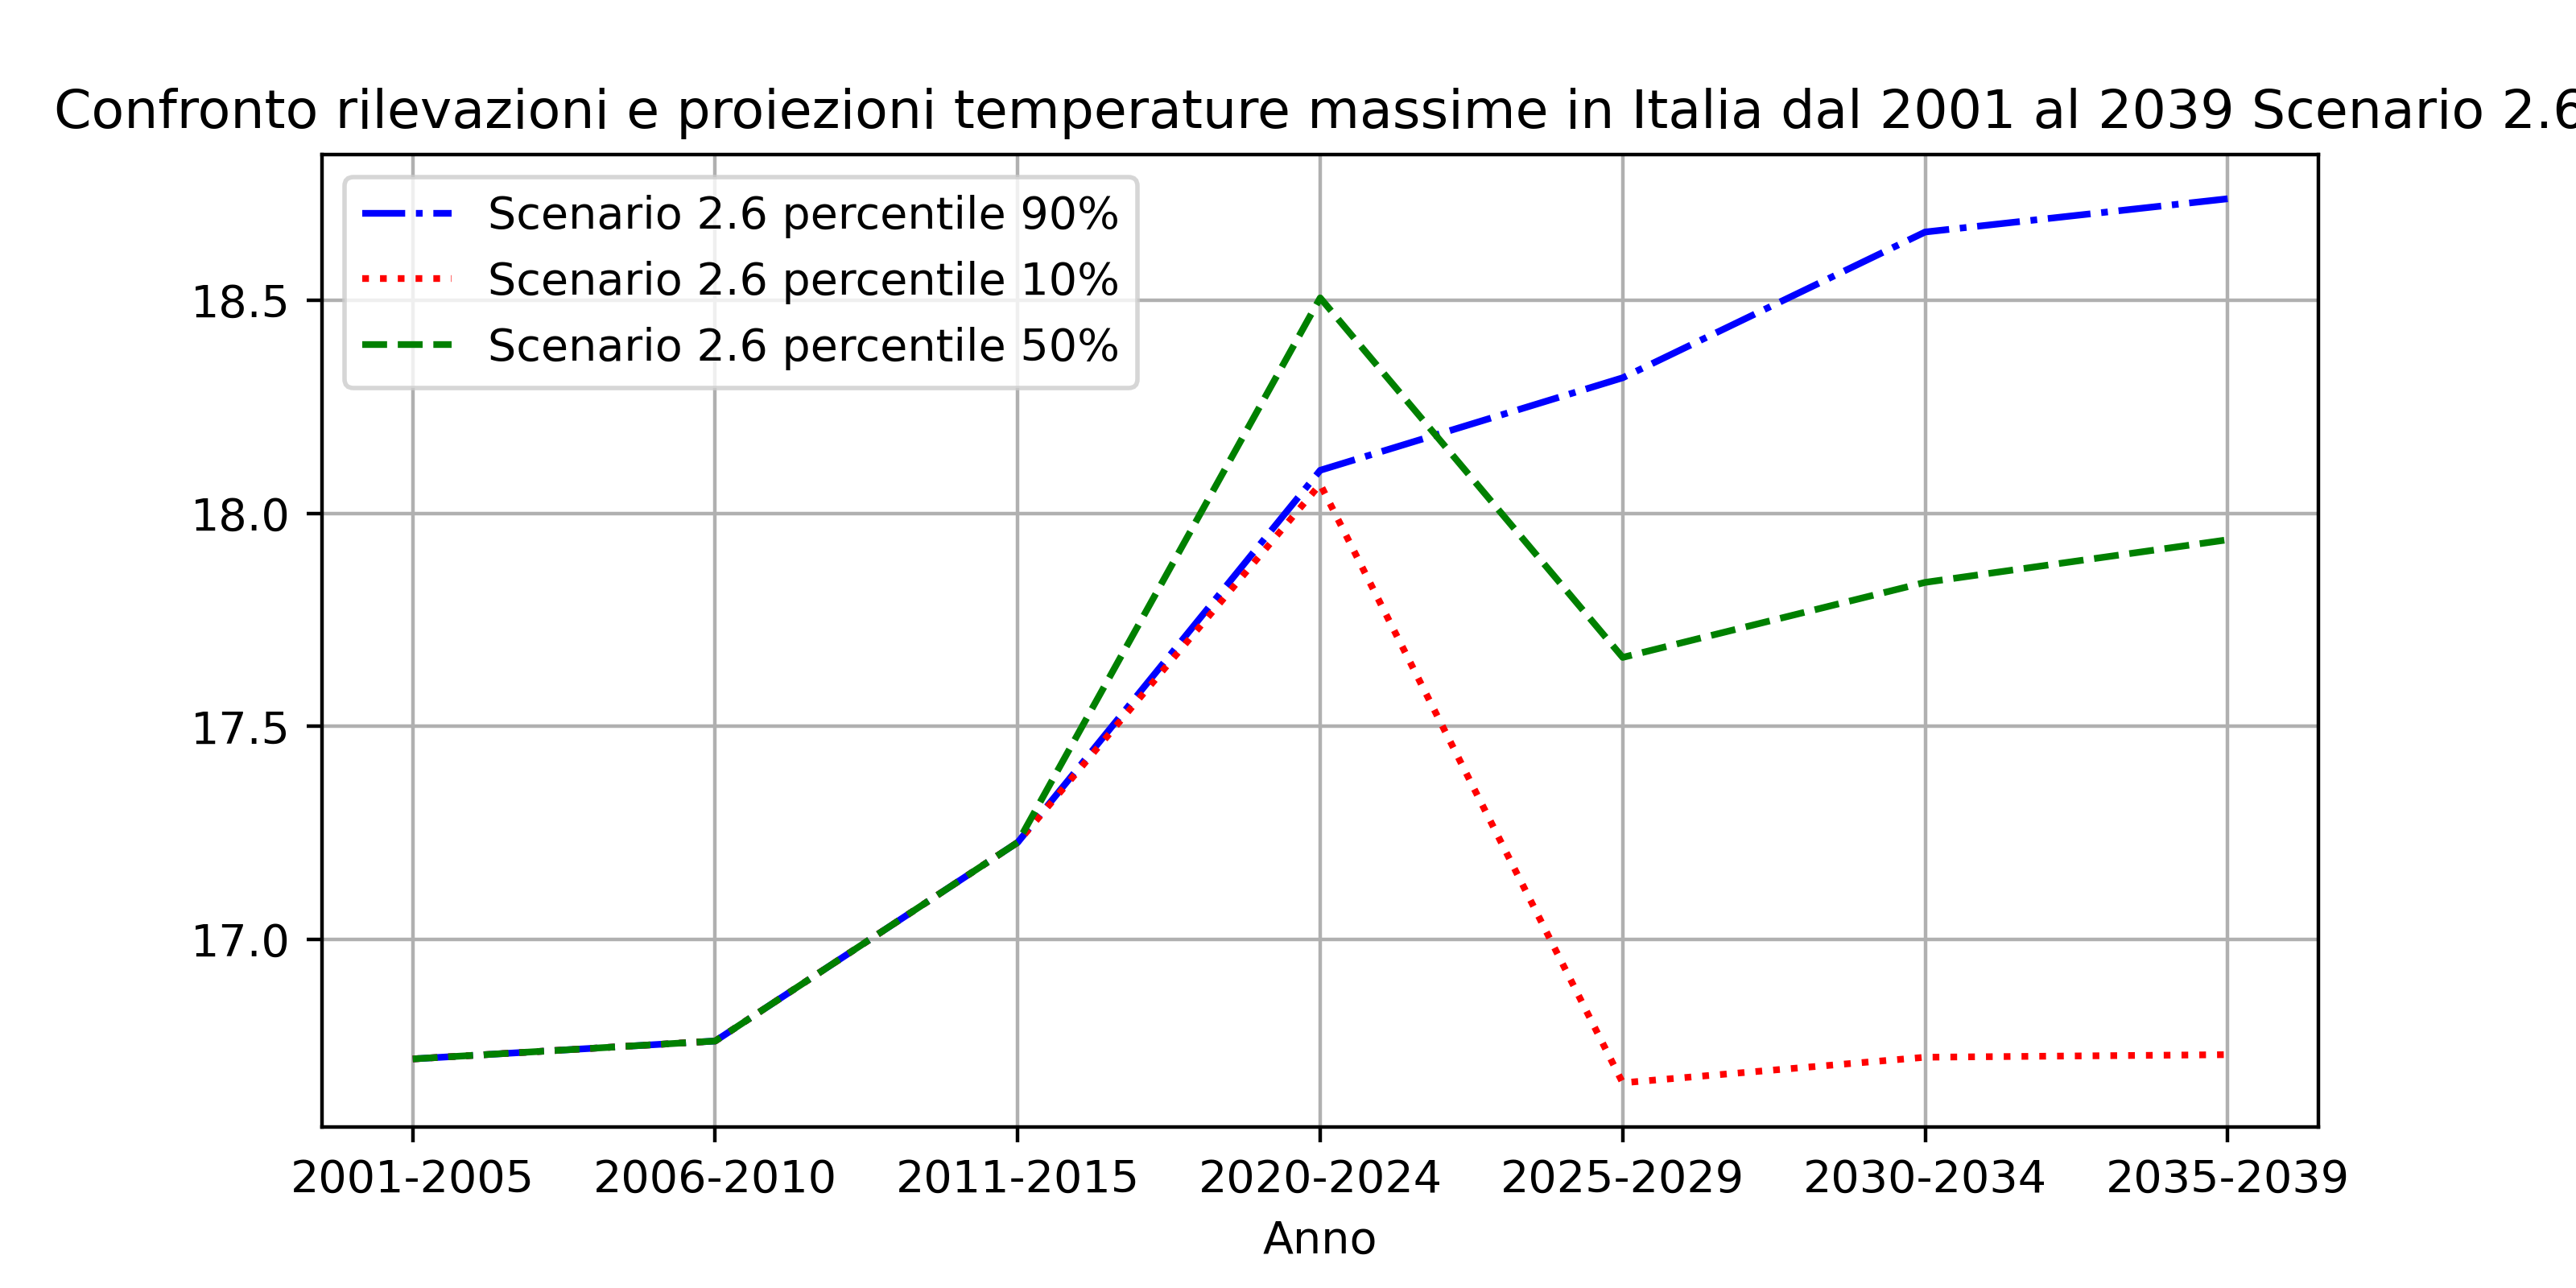 Confronto rilevazioni e proiezioni temperature massime in Italia dal 2001 al 2039 Scenario 2.6
Scenario 2.6 percentile 90%
Scenario 2.6 percentile 10%
Scenario 2.6 percentile 50%
18.5
18.0
17.5
17.0
2001-2005 2006-2010 2011-2015 2020-2024 2025-2029 2030-2034 2035-2039
Anno